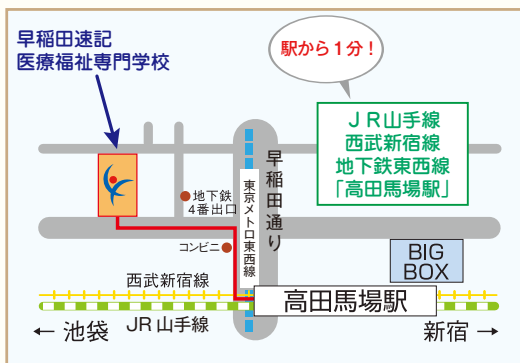 早稲田速記
医療福祉専門学校
駅から1分！
ＪＲ山手線
西武新宿線
地下鉄東西線
「高田馬場駅」
地下鉄
4番出口
東京メトロ東西線
早稲田通り
コンビニ
BIG
BOX
西武新宿線
高田馬場駅
← 池袋
JR山手線
新宿 →